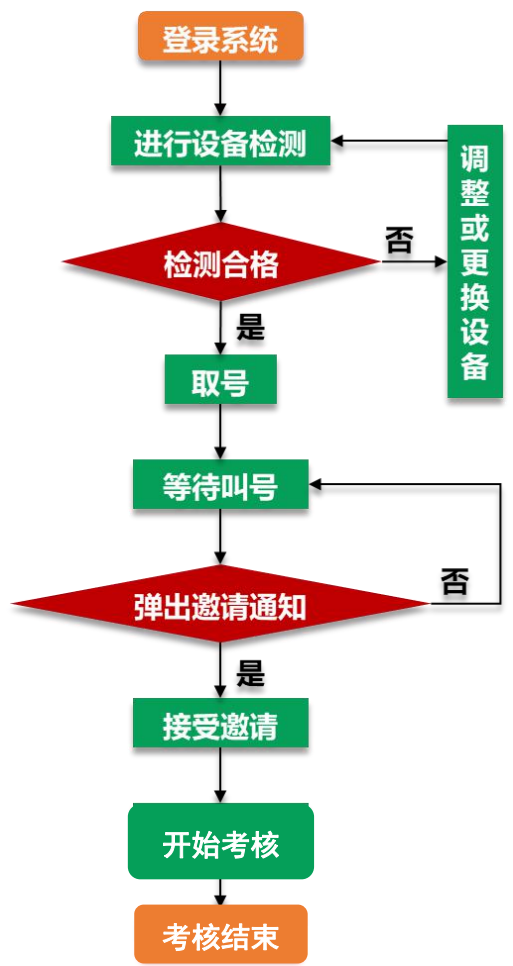 登录系统
进行设备检测
调整或更换设备
检测合格
否
是
取号
等待叫号
弹出邀请通知
否
是
接受邀请
开始考核
考核结束